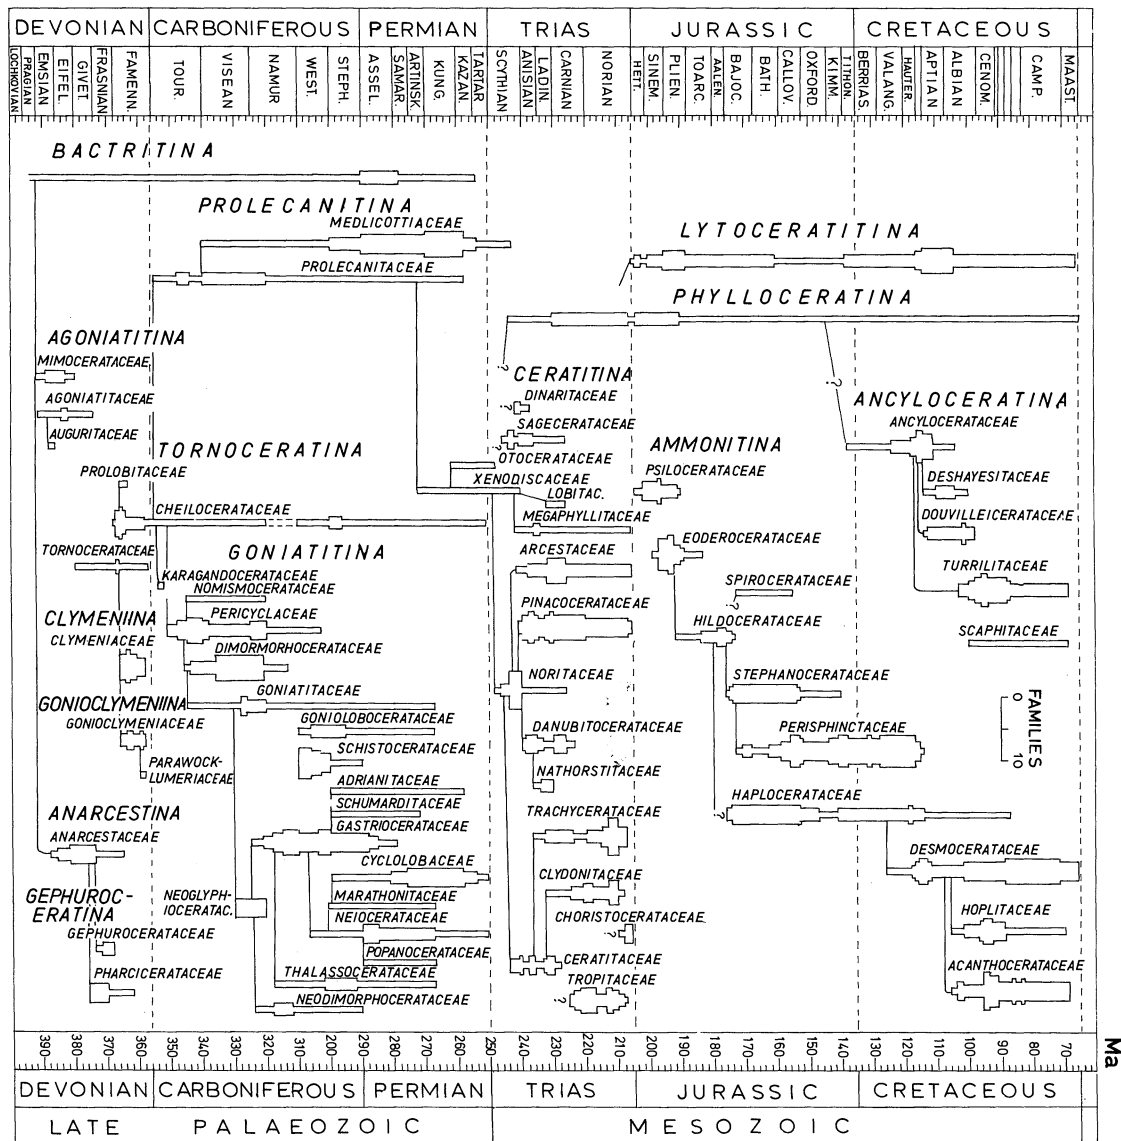 DEVONIAN CARBONIFEROUS PERMIAN TRIAS JURASSIC CRETACEOUS
LOCHKOVIAN PRAGIAN EMSIAN EIFEL. GIVET. FRASNIAN FAMENN. TOUR. VISEAN NAMUR WEST. STEPH. ASSEL. SAMAR. ARTINSK. KUNG. KAZAN. TARTAR SCYTHIAN ANISIAN LADIN. CARNIAN NORIAN HETT. SINEM. PLIEN. TOARC. AALEN. BAJOC. BATH. CALLOV. OXFORD. KIMM. TITHON. BERRIAS. VALANG. HAUTER. APTIAN ALBIAN CENOM. CAMP. MAAST.
BACTRITINA
PROLECANITINA
MEDLICOTTIACEAE
LYTOCERATITINA
PROLECANITACEAE
PHYLLOCERATINA
AGONIATITINA
MIMOCERATACEAE
?
CERATITINA
?
AGONIATITACEAE
DINARITACEAE
?
ANCYLOCERATINA
AUGURITACEAE
SAGECERATACEAE
?
ANCYLOCERATACEAE
TORNOCERATINA
OTOCERATACEAE
AMMONITINA
PROLOBITACEAE
XENODISCACEAE
PSILOCERATACEAE
DESHAYESITACEAE
LOBITAC.
CHEILOCERATACEAE
MEGAPHYLLITACEAE
DOUVILLEICERATACEAE
TORNOCERATACEAE
GONIATITINA
ARCESTACEAE
EODEROCERATACEAE
TURRILITACEAE
KARAGANDOCERATACEAE
NOMISMOCERATACEAE
SPIROCERATACEAE
?
CLYMENIINA
PERICYCLACEAE
PINACOCERATACEAE
HILDOCERATACEAE
SCAPHITACEAE
CLYMENIACEAE
DIMORMORHOCERATACEAE
NORITACEAE
STEPHANOCERATACEAE
GONIOCLYMENIINA
GONIATITACEAE
GONIOCLYMENIACEAE
GONIOLOBOCERATACEAE
DANUBITOCERATACEAE
PERISPHINCTACEAE
0
10
FAMILIES
SCHISTOCERATACEAE
PARAWOCK-
LUMERIACEAE
NATHORSTITACEAE
ADRIANITACEAE
HAPLOCERATACEAE
?
ANARCESTINA
SCHUMARDITACEAE
TRACHYCERATACEAE
ANARCESTACEAE
GASTRIOCERATACEAE
DESMOCERATACEAE
CYCLOLOBACEAE
CLYDONITACEAE
GEPHUROC-
ERATINA
NEOGLYPH-
IOCERATAC.
MARATHONITACEAE
NEIOCERATACEAE
CHORISTOCERATACEAE
?
HOPLITACEAE
GEPHUROCERATACEAE
POPANOCERATACEAE
CERATITACEAE
ACANTHOCERATACEAE
PHARCICERATACEAE
THALASSOCERATACEAE
TROPITACEAE
?
NEODIMORPHOCERATACEAE
390 380 370 360 350 340 330 320 310 300 290 280 270 260 250 240 230 220 210 200 190 180 170 160 150 140 130 120 110 100 90 80 70 Ma
DEVONIAN CARBONIFEROUS PERMIAN TRIAS JURASSIC CRETACEOUS
LATE PALAEOZOIC MESOZOIC